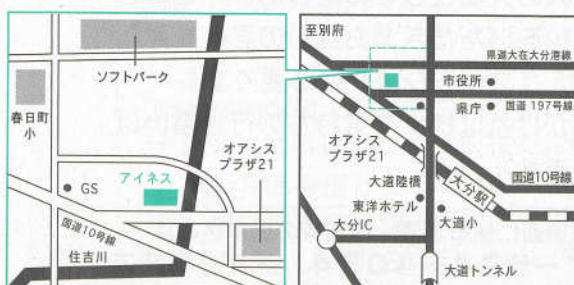 ソフトパーク
春日町
小
オアシス
プラザ21
アイネス
GS
国道10号線
住吉川
至別府
県道大在大分港線
市役所
県庁
国道 197号線
オアシス
プラザ21
国道10号線
大道陸橋
大分駅
東洋ホテル
大道小
大分IC
大道トンネル